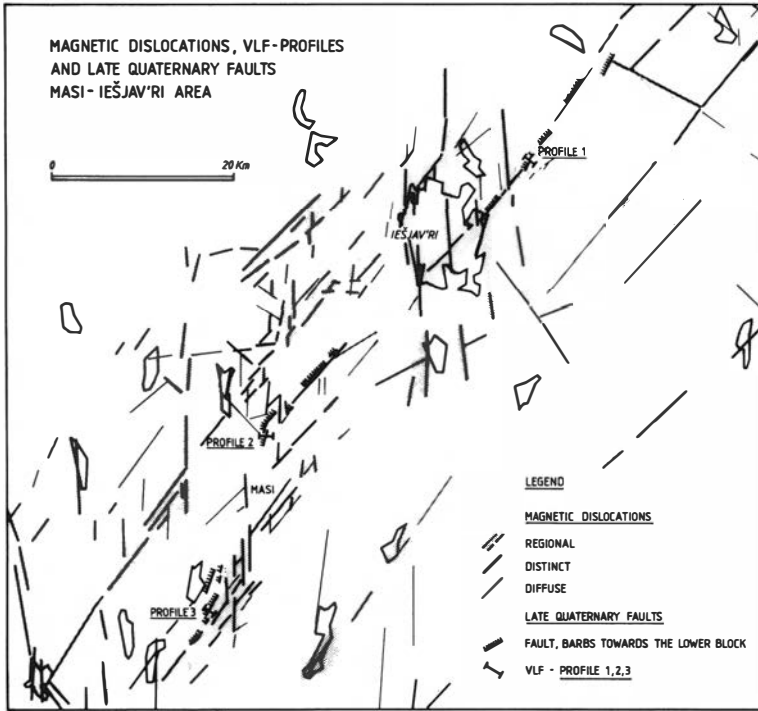 MAGNETIC DISLOCATIONS, VLF-PROFILES
AND LATE QUATERNARY FAULTS
MASI-IEŠJAV'RI AREA
0 20 Km
PROFILE 1
IEŠJAV'RI
PROFILE 2
MASI
PROFILE 3
LEGEND
MAGNETIC DISLOCATIONS
REGIONAL
DISTINCT
DIFFUSE
LATE QUATERNARY FAULTS
FAULT, BARBS TOWARDS THE LOWER BLOCK
VLF - PROFILE 1,2,3